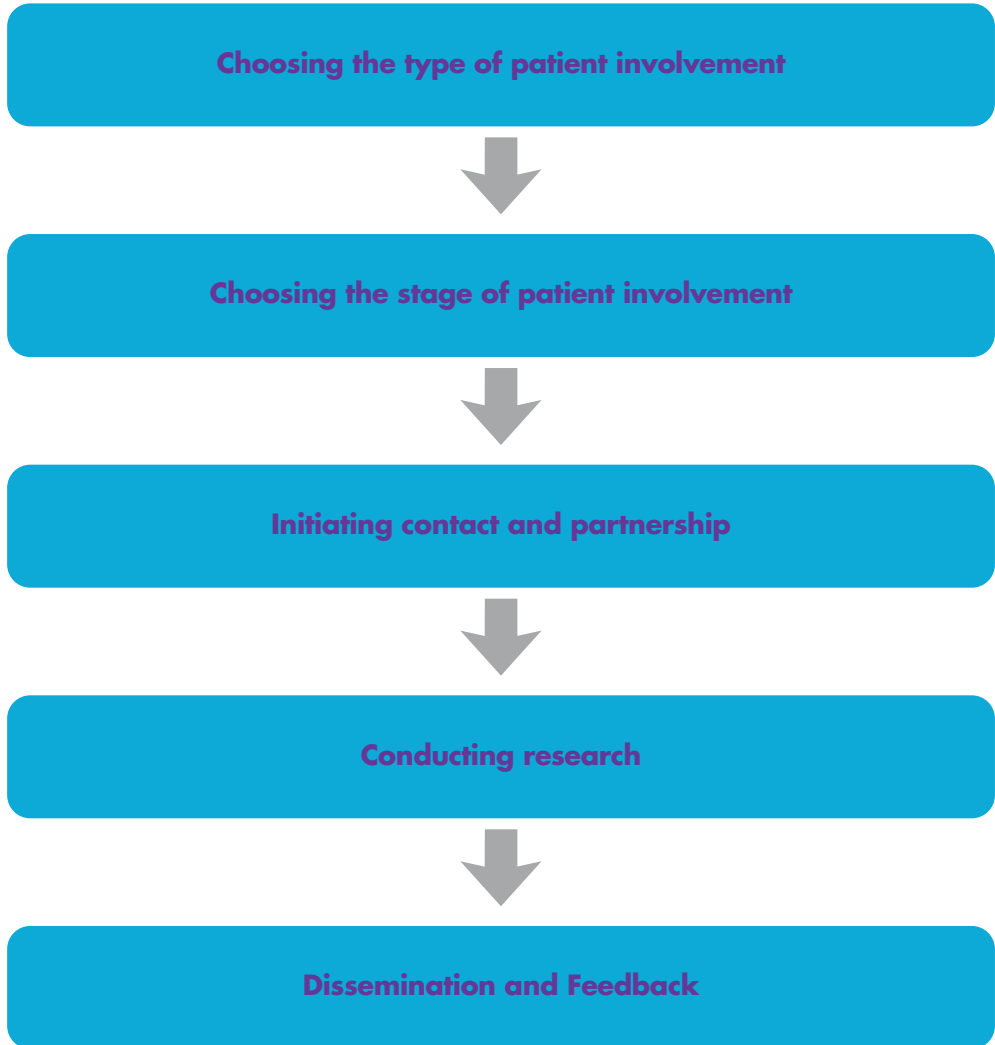 Choosing the type of patient involvement
Choosing the stage of patient involvement
Initiating contact and partnership
Conducting research
Dissemination and Feedback